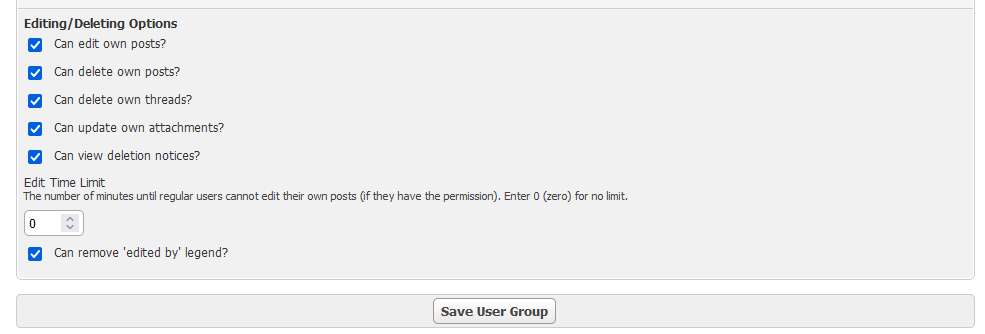 Editing/Deleting Options
Can edit own posts?
Can delete own posts?
Can delete own threads?
Can update own attachments?
Can view deletion notices?
Edit Time Limit
The number of minutes until regular users cannot edit their own posts (if they have the permission). Enter 0 (zero) for no limit.
0
Can remove 'edited by' legend?
Save User Group